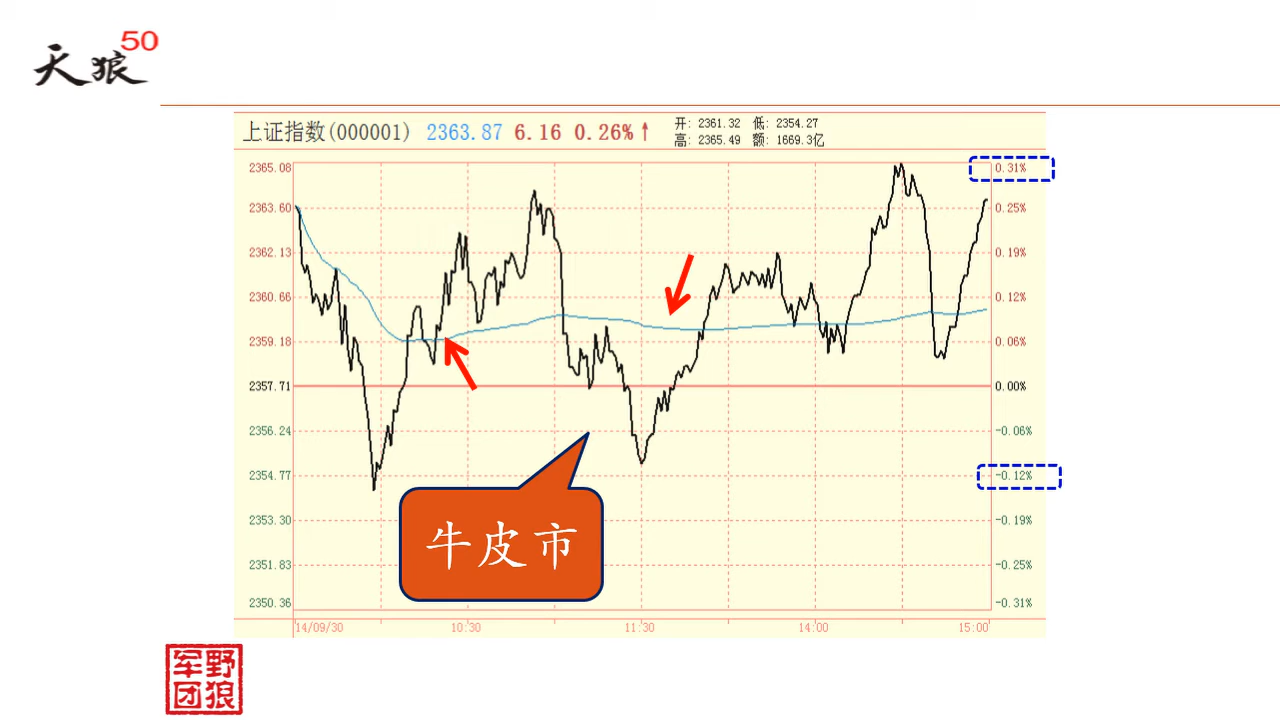 天狼50
上证指数(000001) 2363.87 6.16 0.26%↑
开: 2361.32 低: 2354.27
高: 2365.49 额: 1669.3亿
2365.08 0.31%
2363.60 0.25%
2362.13 0.19%
2360.66 0.12%
2359.18 0.06%
2357.71 0.00%
2356.24 -0.06%
2354.77 -0.12%
2353.30 -0.19%
2351.83 -0.25%
2350.36 -0.31%
牛皮市
14/09/30 10:30 11:30 14:00 15:00
野狼
军团